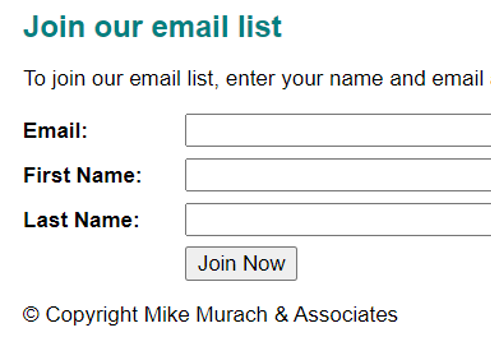 Join our email list
To join our email list, enter your name and email
Email:
First Name:
Last Name:
Join Now
© Copyright Mike Murach & Associates